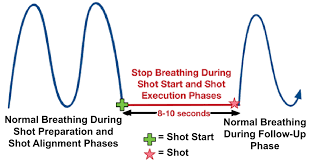 Stop Breathing During
Shot Start and Shot
Execution Phases
8-10 seconds
Normal Breathing During
Shot Preparation and
Shot Alignment Phases
Normal Breathing
During Follow-Up
Phase
= Shot Start
= Shot